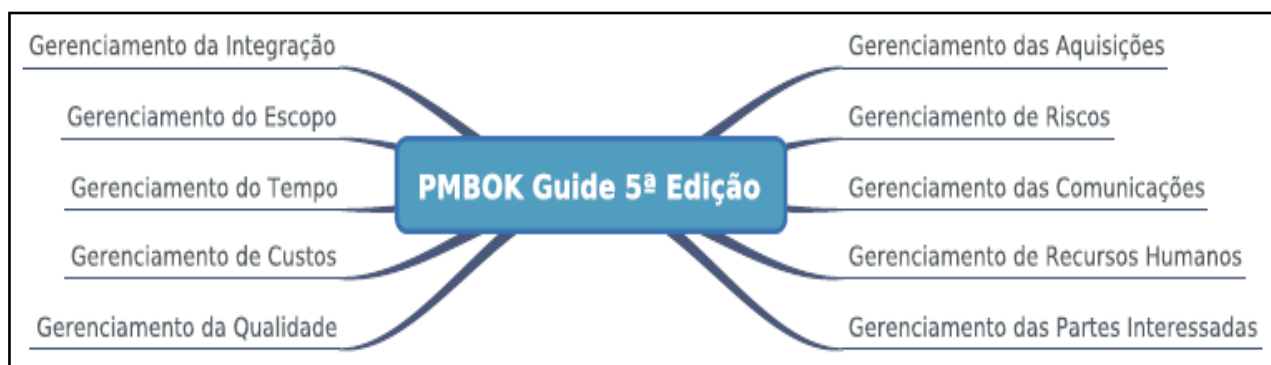 Gerenciamento da Integração
Gerenciamento do Escopo
Gerenciamento do Tempo
Gerenciamento de Custos
Gerenciamento da Qualidade
PMBOK Guide 5ª Edição
Gerenciamento das Aquisições
Gerenciamento de Riscos
Gerenciamento das Comunicações
Gerenciamento de Recursos Humanos
Gerenciamento das Partes Interessadas